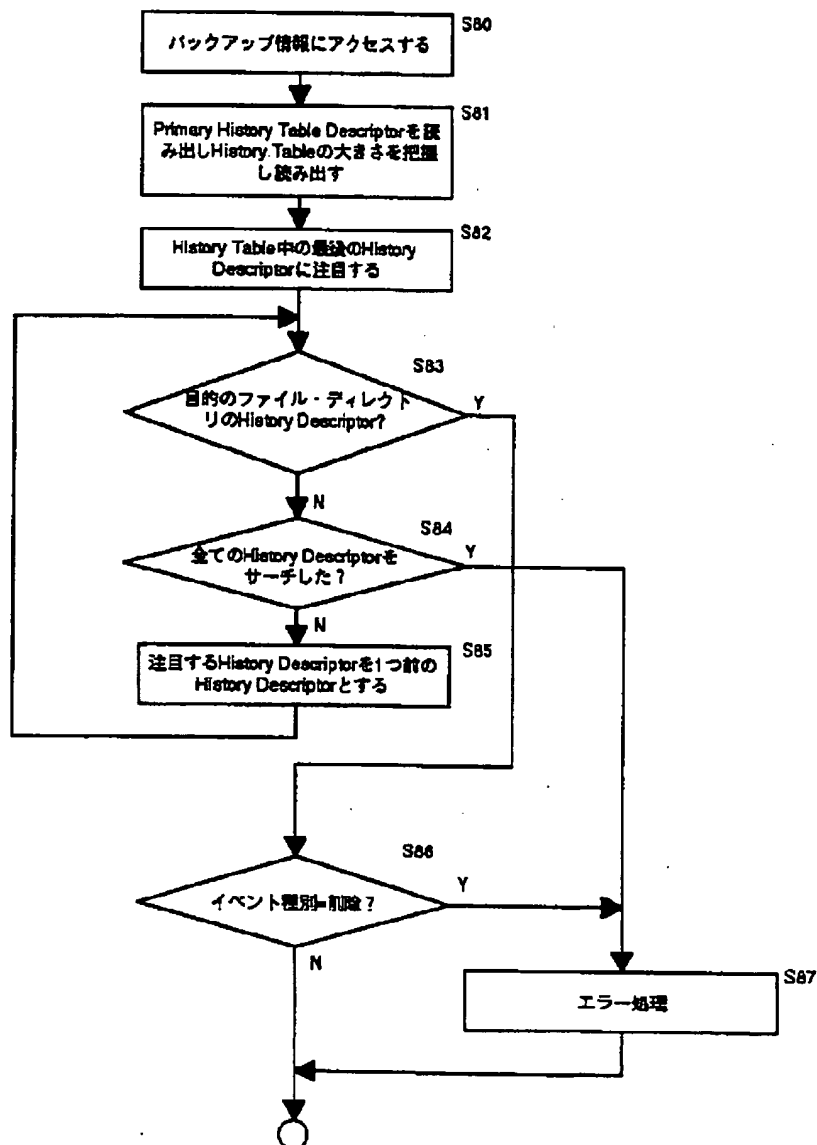 S80
バックアップ情報にアクセスする
S81
Primary History Table Descriptorを読
み出しHistory Tableの大きさを把握
し読み出す
S82
History Table中の最後のHistory
Descriptorに注目する
S83
目的のファイル・ディレクト
リのHistory Descriptor?
Y
N
S84
全てのHistory Descriptorを
サーチした?
Y
N
S85
注目するHistory Descriptorを1つ前の
History Descriptorとする
S86
イベント種別=削除?
Y
N
S87
エラー処理